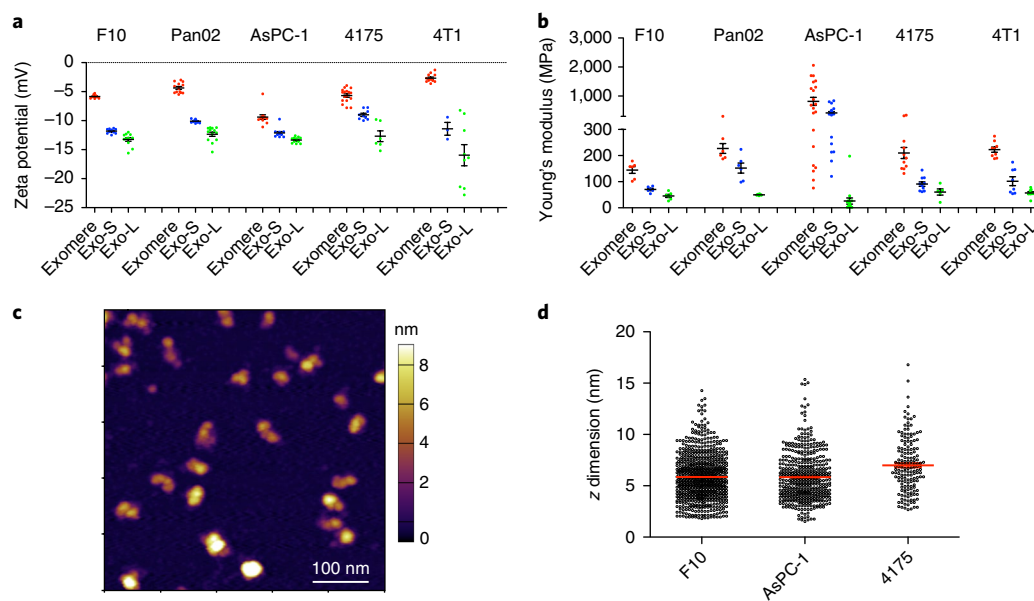 a
F10 Pan02 AsPC-1 4175 4T1
Zeta potential (mV)
0
−5
−10
−15
−20
−25
Exomere Exo-S Exo-L Exomere Exo-S Exo-L Exomere Exo-S Exo-L Exomere Exo-S Exo-L Exomere Exo-S Exo-L
b
F10 Pan02 AsPC-1 4175 4T1
Young's modulus (MPa)
3,000
2,000
1,000
300
200
100
0
Exomere Exo-S Exo-L Exomere Exo-S Exo-L Exomere Exo-S Exo-L Exomere Exo-S Exo-L Exomere Exo-S Exo-L
c
nm
8
6
4
2
0
100 nm
d
z dimension (nm)
20
15
10
5
0
F10 AsPC-1 4175